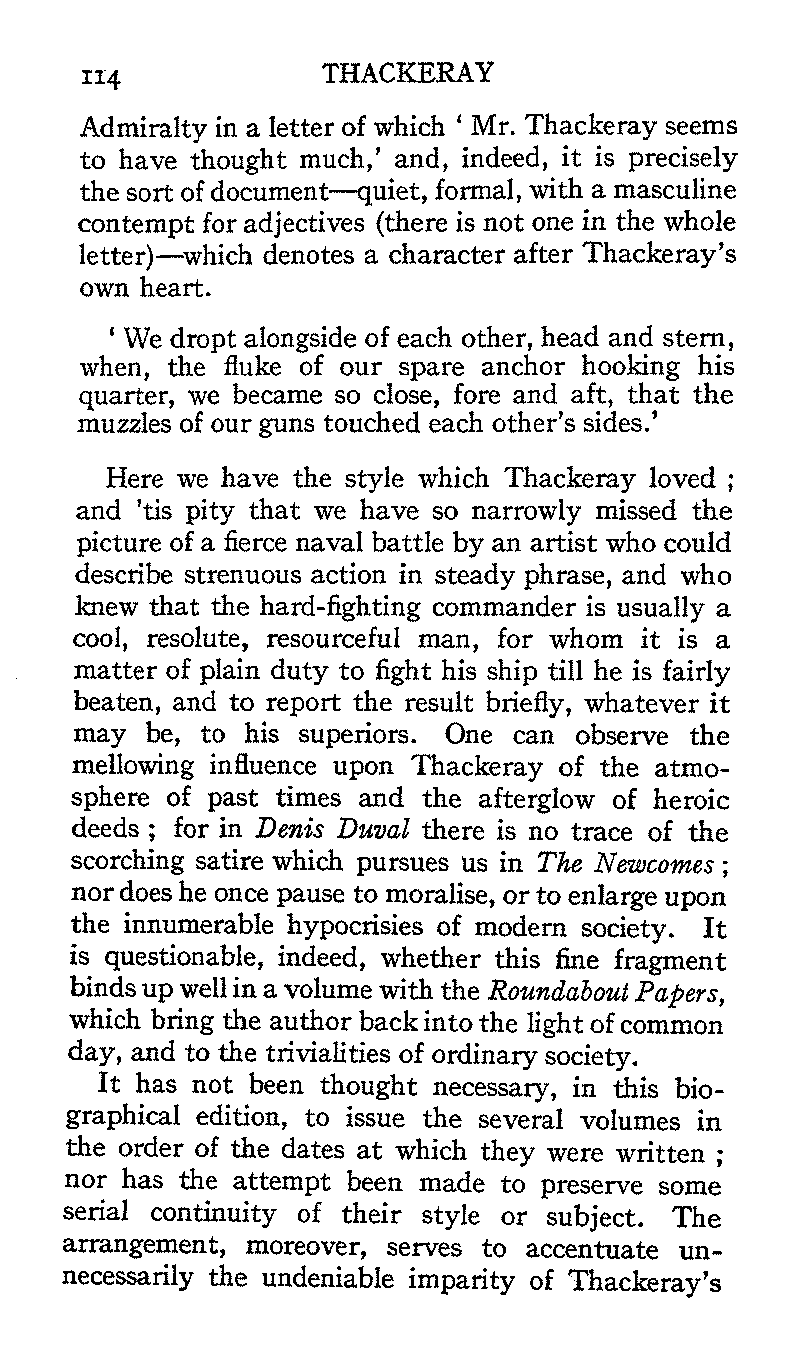 114 THACKERAY
Admiralty in a letter of which ‘ Mr. Thackeray seems
to have thought much,’ and, indeed, it is precisely
the sort of document—quiet, formal, with a masculine
contempt for adjectives (there is not one in the whole
letter)—which denotes a character after Thackeray’s
own heart.
‘ We dropt alongside of each other, head and stern,
when, the fluke of our spare anchor hooking his
quarter, we became so close, fore and aft, that the
muzzles of our guns touched each other’s sides.’
Here we have the style which Thackeray loved ;
and ’tis pity that we have so narrowly missed the
picture of a fierce naval battle by an artist who could
describe strenuous action in steady phrase, and who
knew that the hard-fighting commander is usually a
cool, resolute, resourceful man, for whom it is a
matter of plain duty to fight his ship till he is fairly
beaten, and to report the result briefly, whatever it
may be, to his superiors. One can observe the
mellowing influence upon Thackeray of the atmo-
sphere of past times and the afterglow of heroic
deeds ; for in Denis Duval there is no trace of the
scorching satire which pursues us in The Newcomes ;
nor does he once pause to moralise, or to enlarge upon
the innumerable hypocrisies of modern society. It
is questionable, indeed, whether this fine fragment
binds up well in a volume with the Roundabout Papers,
which bring the author back into the light of common
day, and to the trivialities of ordinary society.
It has not been thought necessary, in this bio-
graphical edition, to issue the several volumes in
the order of the dates at which they were written ;
nor has the attempt been made to preserve some
serial continuity of their style or subject. The
arrangement, moreover, serves to accentuate un-
necessarily the undeniable imparity of Thackeray’s